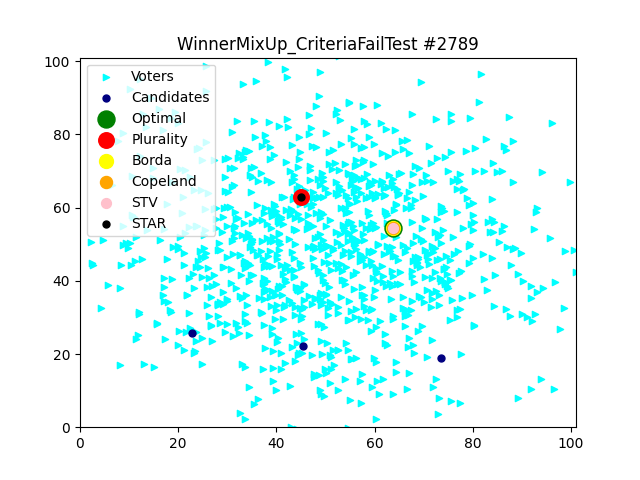 WinnerMixUp_CriteriaFailTest #2789
100
80
60
40
20
0
Voters
Candidates
Optimal
Plurality
Borda
Copeland
STV
STAR
0 20 40 60 80 100